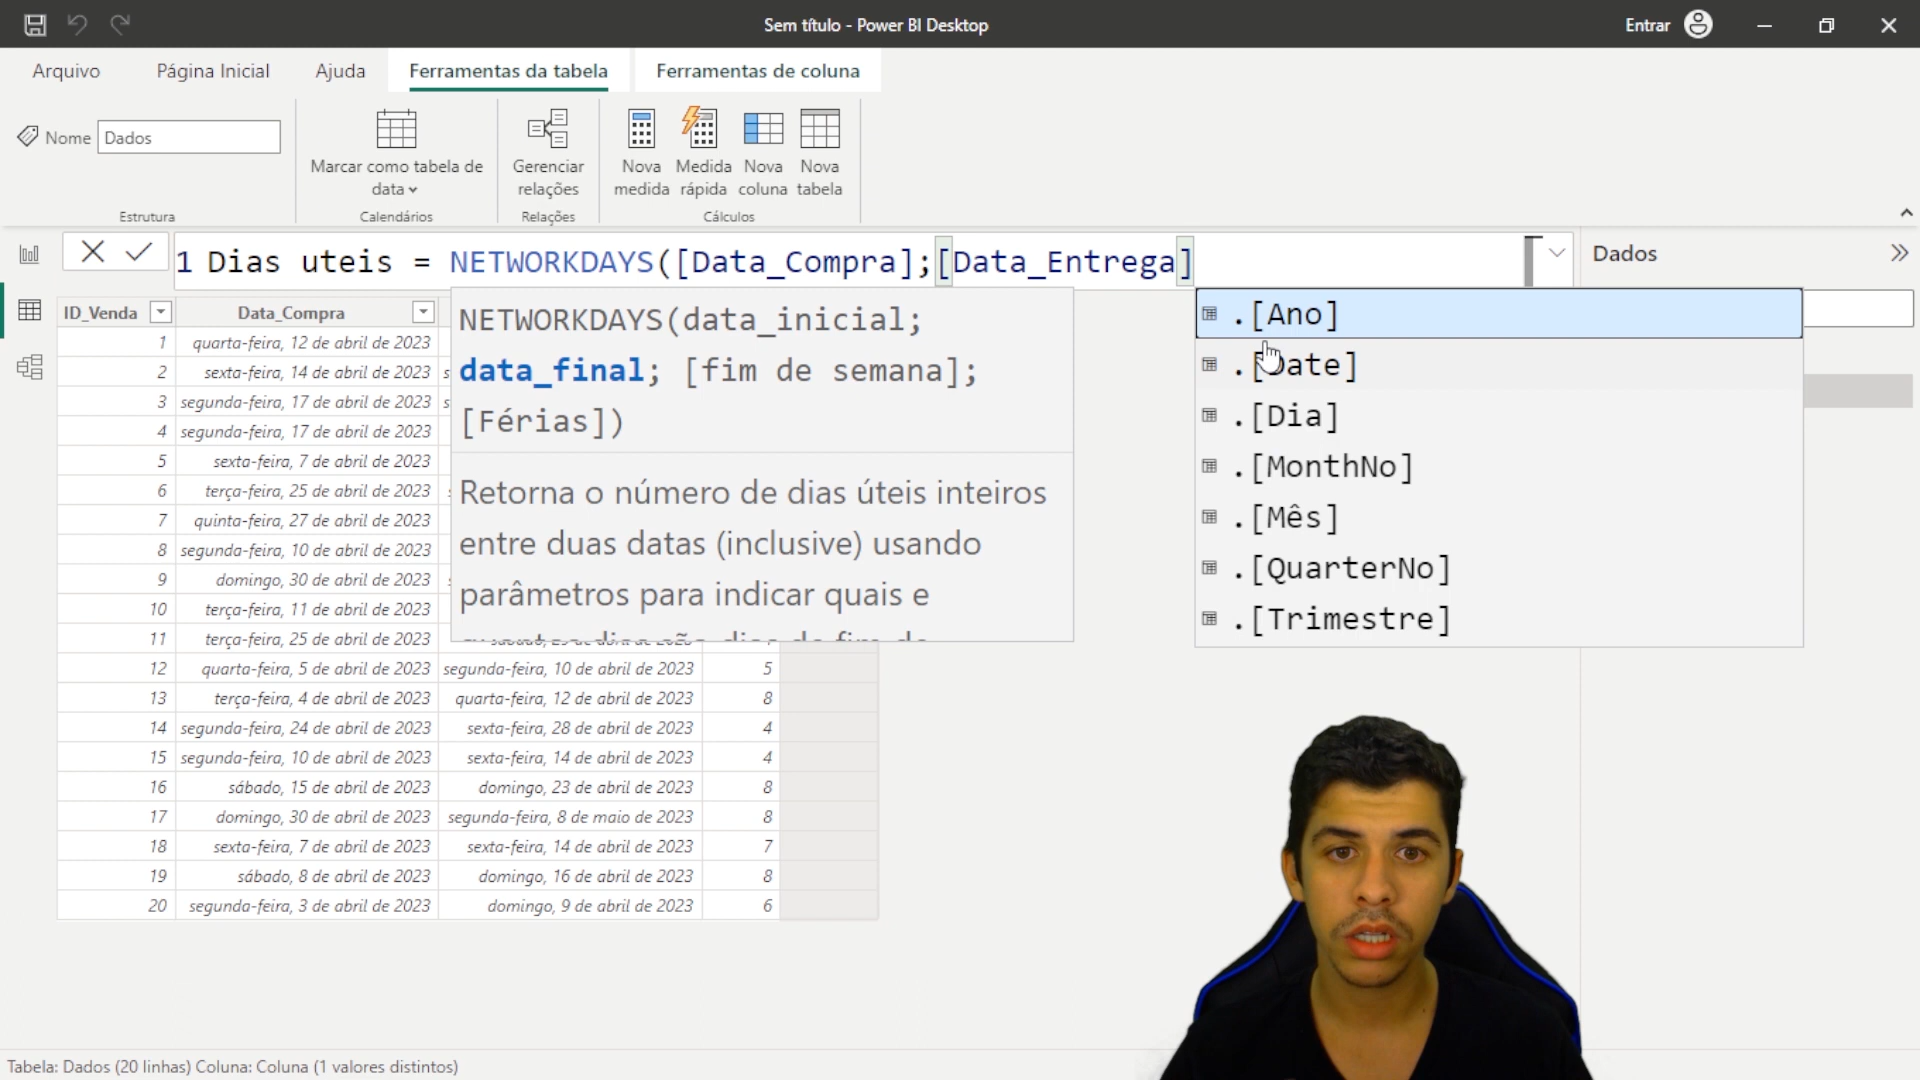 Sem título - Power BI Desktop
Entrar
Arquivo Página Inicial Ajuda Ferramentas da tabela Ferramentas de coluna
Nome Dados
Marcar como tabela de data
Gerenciar relações
Nova medida
Medida rápida
Nova coluna
Nova tabela
Estrutura Calendários Relações Cálculos
1 Dias uteis = NETWORKDAYS([Data_Compra];[Data_Entrega]
Dados
NETWORKDAYS(data_inicial;
data_final; [fim de semana];
[Férias])
Retorna o número de dias úteis inteiros
entre duas datas (inclusive) usando
parâmetros para indicar quais e
.[Ano]
.[Date]
.[Dia]
.[MonthNo]
.[Mês]
.[QuarterNo]
.[Trimestre]
ID_Venda Data_Compra
1 quarta-feira, 12 de abril de 2023
2 sexta-feira, 14 de abril de 2023
3 segunda-feira, 17 de abril de 2023
4 segunda-feira, 17 de abril de 2023
5 sexta-feira, 7 de abril de 2023
6 terça-feira, 25 de abril de 2023
7 quinta-feira, 27 de abril de 2023
8 segunda-feira, 10 de abril de 2023
9 domingo, 30 de abril de 2023
10 terça-feira, 11 de abril de 2023
11 terça-feira, 25 de abril de 2023
12 quarta-feira, 5 de abril de 2023 segunda-feira, 10 de abril de 2023 5
13 terça-feira, 4 de abril de 2023 quarta-feira, 12 de abril de 2023 8
14 segunda-feira, 24 de abril de 2023 sexta-feira, 28 de abril de 2023 4
15 segunda-feira, 10 de abril de 2023 sexta-feira, 14 de abril de 2023 4
16 sábado, 15 de abril de 2023 domingo, 23 de abril de 2023 8
17 domingo, 30 de abril de 2023 segunda-feira, 8 de maio de 2023 8
18 sexta-feira, 7 de abril de 2023 sexta-feira, 14 de abril de 2023 7
19 sábado, 8 de abril de 2023 domingo, 16 de abril de 2023 8
20 segunda-feira, 3 de abril de 2023 domingo, 9 de abril de 2023 6
Tabela: Dados (20 linhas) Coluna: Coluna (1 valores distintos)